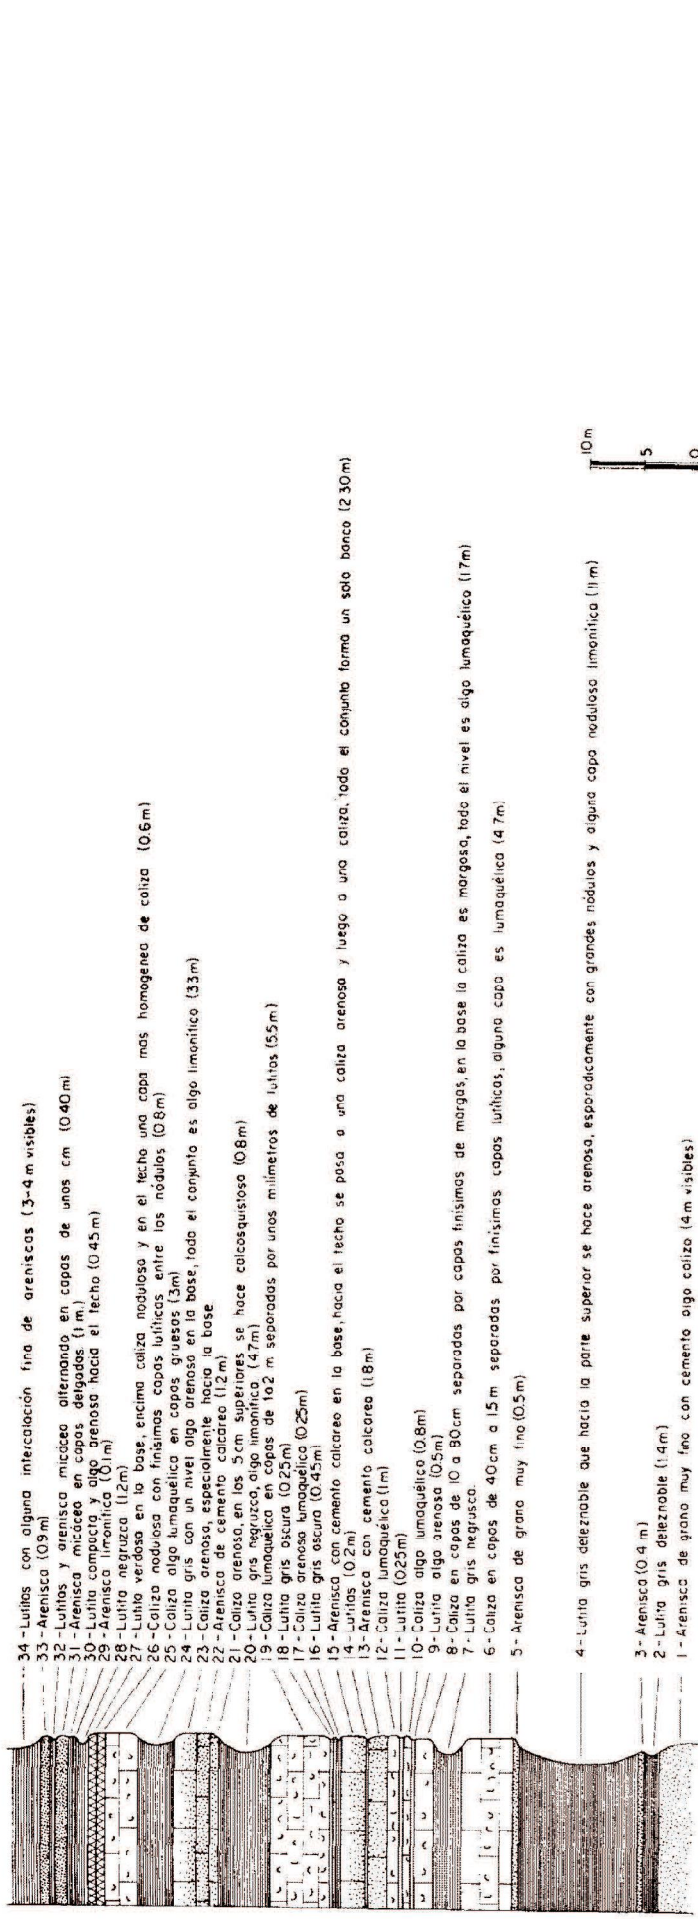 34 - Lutitas con alguna intercalación fina de areniscas (3-4 m visibles)
33 - Arenisca (0.9 m)
32 - Lutitas y arenisca micácea alternando en capas de unos cm (0.40 m)
31 - Arenisca micácea en capas delgadas (1 m.)
30 - Lutita compacta y algo arenosa hacia el techo (0.45 m)
29 - Arenisca limonítica (0.1 m)
28 - Lutita negruzca (1.2 m)
27 - Lutita verdosa en la base, encima caliza nodulosa y en el techo una capa mas homogenea de caliza (0.6 m)
26 - Caliza nodulosa con finísimas capas lutíticas entre los nódulos (0.8 m)
25 - Caliza algo lumaquélica en capas gruesas (3 m)
24 - Lutita gris con un nivel algo arenoso en la base, todo el conjunto es algo limonítico (3.3 m)
23 - Caliza arenosa, especialmente hacia la base
22 - Arenisca de cemento calcáreo (1.2 m)
21 - Caliza arenosa, en los 5 cm superiores se hace calcosquistosa (0.8 m)
20 - Lutita gris negruzca, algo limonítica (4.7 m)
19 - Caliza lumaquélica en capas de 1 a 2 m separadas por unos milímetros de lutitas (5.5 m)
18 - Lutita gris oscura (0.25 m)
17 - Caliza arenosa lumaquélica (0.25 m)
16 - Lutita gris oscura (0.45 m)
15 - Arenisca con cemento calcareo en la base, hacia el techo se pasa a una caliza arenosa y luego a una caliza, todo el conjunto forma un solo banco (2.30 m)
14 - Lutitas (0.2 m)
13 - Arenisca con cemento calcáreo (1.8 m)
12 - Caliza lumaquélica (1 m)
11 - Lutita (0.25 m)
10 - Caliza algo lumaquélica (0.8 m)
9 - Lutita algo arenosa (0.5 m)
8 - Caliza en capas de 10 a 80 cm separadas por capas finísimas de margas, en la base la caliza es margosa, todo el nivel es algo lumaquélico (1.7 m)
7 - Lutita gris negrusca.
6 - Caliza en capas de 40 cm a 1.5 m separadas por finísimas capas lutíticas, alguna capa es lumaquélica (4.7 m)
5 - Arenisca de grano muy fino (0.5 m)
4 - Lutita gris deleznable que hacia la parte superior se hace arenosa, esporadicamente con grandes nódulos y alguna capa nodulosa limonítica (11 m)
3 - Arenisca (0.4 m)
2 - Lutita gris deleznable (1.4 m)
1 - Arenisca de grano muy fino con cemento algo calizo (4 m visibles)
10 m
5
0